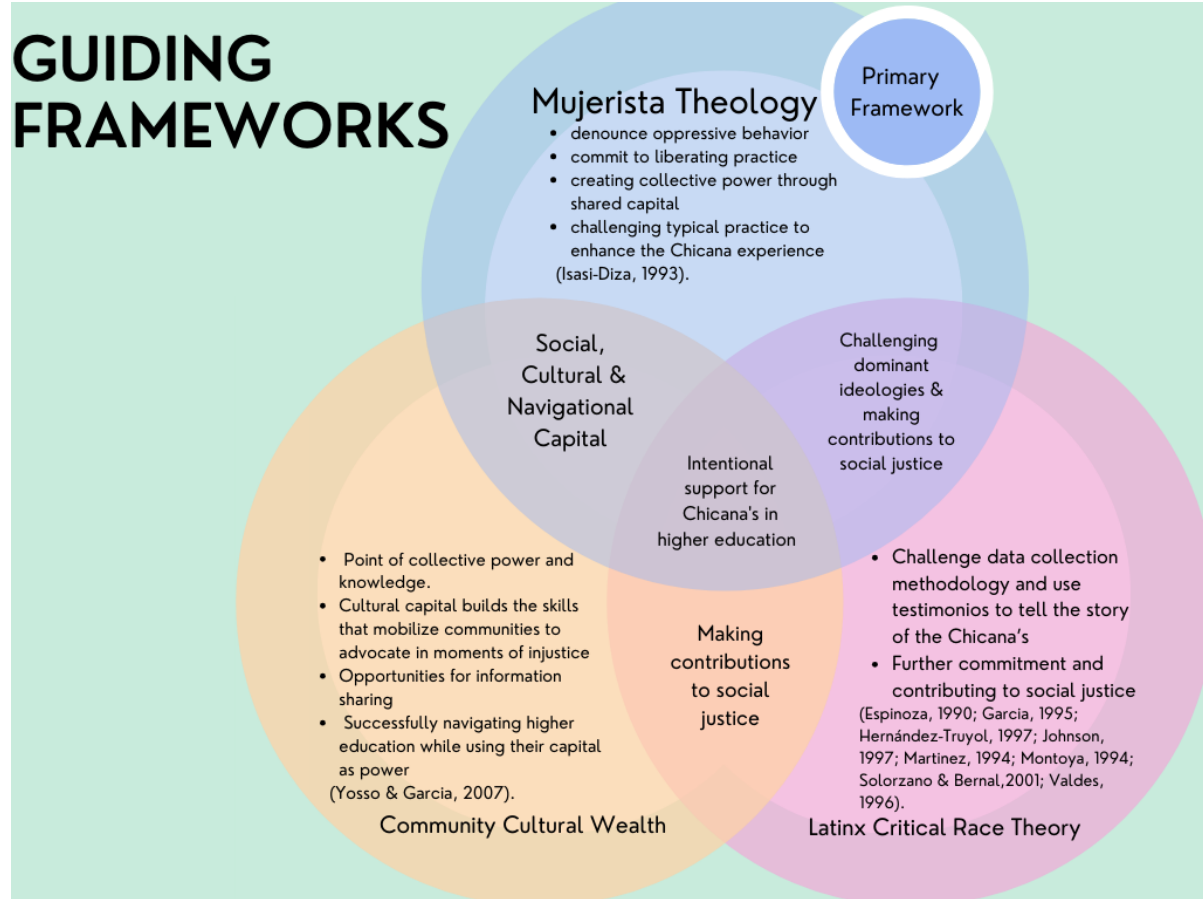 GUIDING
FRAMEWORKS
Primary
Framework
Mujerista Theology
• denounce oppressive behavior
• commit to liberating practice
• creating collective power through
shared capital
• challenging typical practice to
enhance the Chicana experience
(Isasi-Diza, 1993).
Social,
Cultural &
Navigational
Capital
Challenging
dominant
ideologies &
making
contributions to
social justice
Intentional
support for
Chicana's in
higher education
• Point of collective power and
knowledge.
• Cultural capital builds the skills
that mobilize communities to
advocate in moments of injustice
• Opportunities for information
sharing
• Successfully navigating higher
education while using their capital
as power
(Yosso & Garcia, 2007).
Community Cultural Wealth
Making
contributions
to social
justice
• Challenge data collection
methodology and use
testimonios to tell the story
of the Chicana's
• Further commitment and
contributing to social justice
(Espinoza, 1990; Garcia, 1995;
Hernández-Truyol, 1997; Johnson,
1997; Martinez, 1994; Montoya, 1994;
Solorzano & Bernal,2001; Valdes,
1996).
Latinx Critical Race Theory